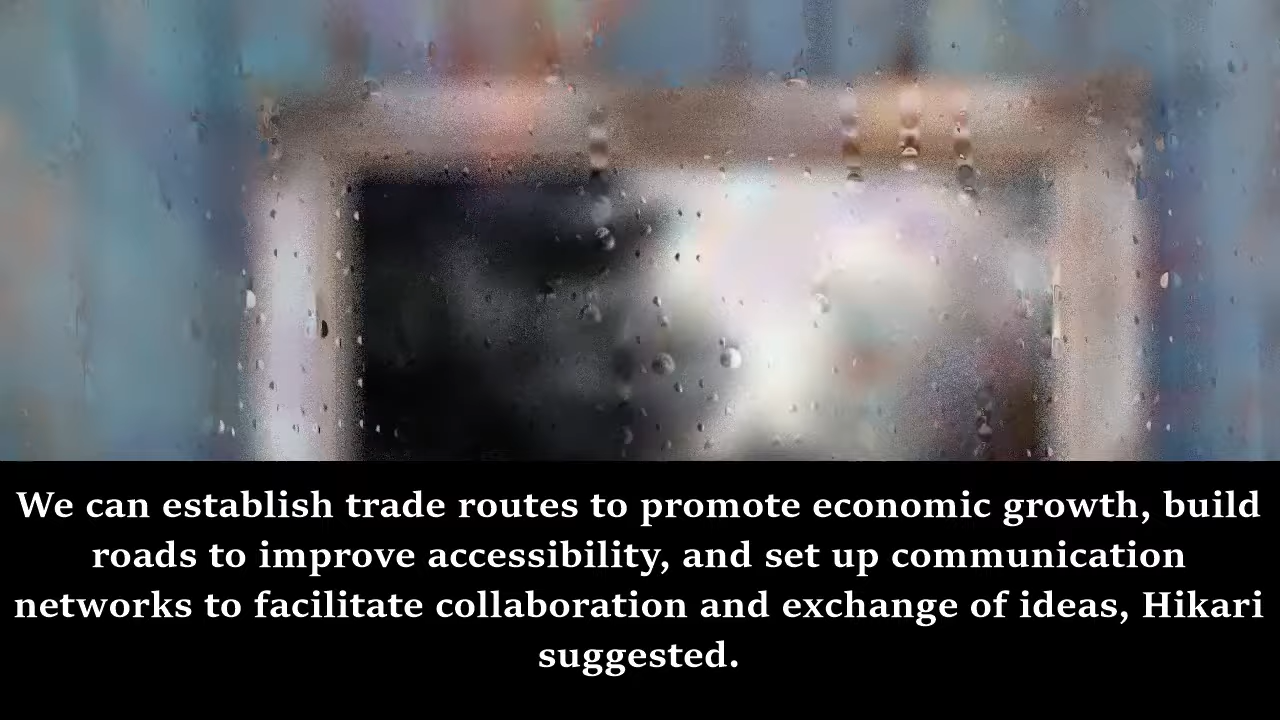 We can establish trade routes to promote economic growth, build
roads to improve accessibility, and set up communication
networks to facilitate collaboration and exchange of ideas, Hikari
suggested.